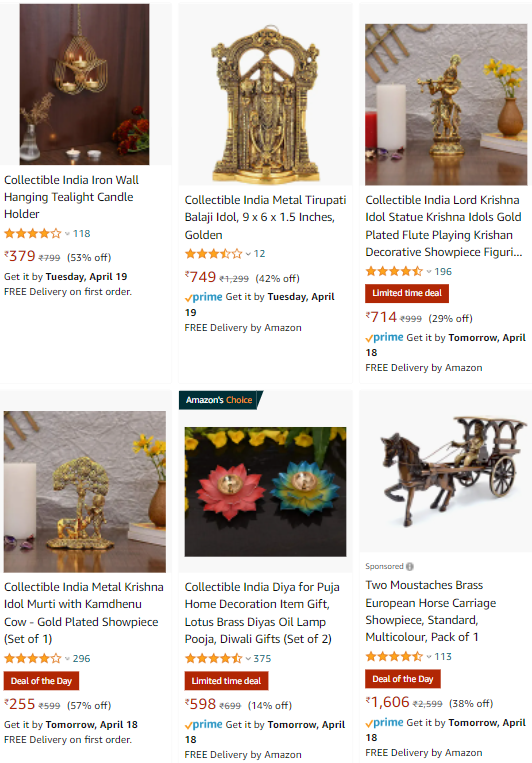 Collectible India Iron Wall
Hanging Tealight Candle
Holder
118
₹379 ₹799 (53% off)
Get it by Tuesday, April 19
FREE Delivery on first order.
Collectible India Metal Tirupati
Balaji Idol, 9 x 6 x 1.5 Inches,
Golden
12
₹749 ₹1,299 (42% off)
prime Get it by Tuesday, April
19
FREE Delivery by Amazon
Collectible India Lord Krishna
Idol Statue Krishna Idols Gold
Plated Flute Playing Krishan
Decorative Showpiece Figuri...
196
Limited time deal
₹714 ₹999 (29% off)
prime Get it by Tomorrow, April
18
FREE Delivery by Amazon
Collectible India Metal Krishna
Idol Murti with Kamdhenu
Cow - Gold Plated Showpiece
(Set of 1)
296
Deal of the Day
₹255 ₹599 (57% off)
Get it by Tomorrow, April 18
FREE Delivery on first order.
Amazon's Choice
Collectible India Diya for Puja
Home Decoration Item Gift,
Lotus Brass Diyas Oil Lamp
Pooja, Diwali Gifts (Set of 2)
375
Limited time deal
₹598 ₹699 (14% off)
prime Get it by Tomorrow, April
18
FREE Delivery by Amazon
Sponsored
Two Moustaches Brass
European Horse Carriage
Showpiece, Standard,
Multicolour, Pack of 1
113
Deal of the Day
₹1,606 ₹2,599 (38% off)
prime Get it by Tomorrow, April
18
FREE Delivery by Amazon